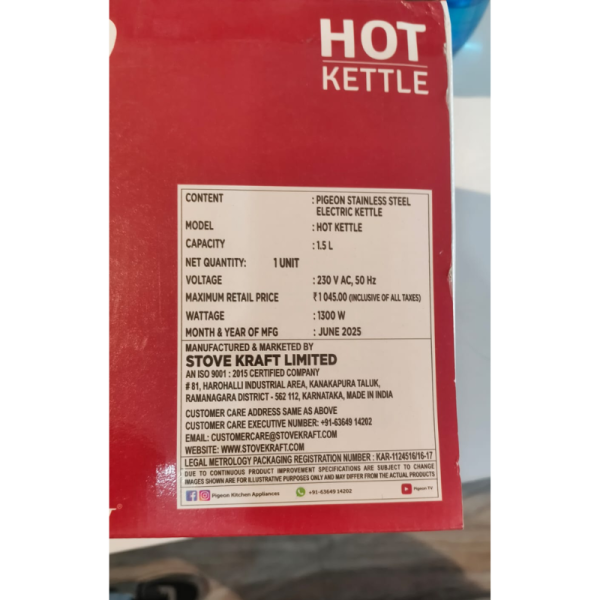 HOT
KETTLE
CONTENT : PIGEON STAINLESS STEEL
ELECTRIC KETTLE
MODEL : HOT KETTLE
CAPACITY : 1.5 L
NET QUANTITY: 1 UNIT
VOLTAGE : 230 V AC, 50 Hz
MAXIMUM RETAIL PRICE ₹1 045.00 (INCLUSIVE OF ALL TAXES)
WATTAGE : 1300 W
MONTH & YEAR OF MFG : JUNE 2025
MANUFACTURED & MARKETED BY
STOVE KRAFT LIMITED
AN ISO 9001 : 2015 CERTIFIED COMPANY
# 81, HAROHALLI INDUSTRIAL AREA, KANAKAPURA TALUK,
RAMANAGARA DISTRICT - 562 112, KARNATAKA, MADE IN INDIA
CUSTOMER CARE ADDRESS SAME AS ABOVE
CUSTOMER CARE EXECUTIVE NUMBER: +91-63649 14202
EMAIL: CUSTOMERCARE@STOVEKRAFT.COM
WEBSITE: WWW.STOVEKRAFT.COM
LEGAL METROLOGY PACKAGING REGISTRATION NUMBER : KAR-1124516/16-17
DUE TO CONTINUOUS PRODUCT IMPROVEMENT SPECIFICATIONS ARE SUBJECT TO CHANGE
IMAGES SHOWN ARE FOR ILLUSTRATIVE PURPOSES ONLY AND MAY DIFFER FROM THE ACTUAL PRODUCTS
Pigeon Kitchen Appliances +91-63649 14202 Pigeon TV